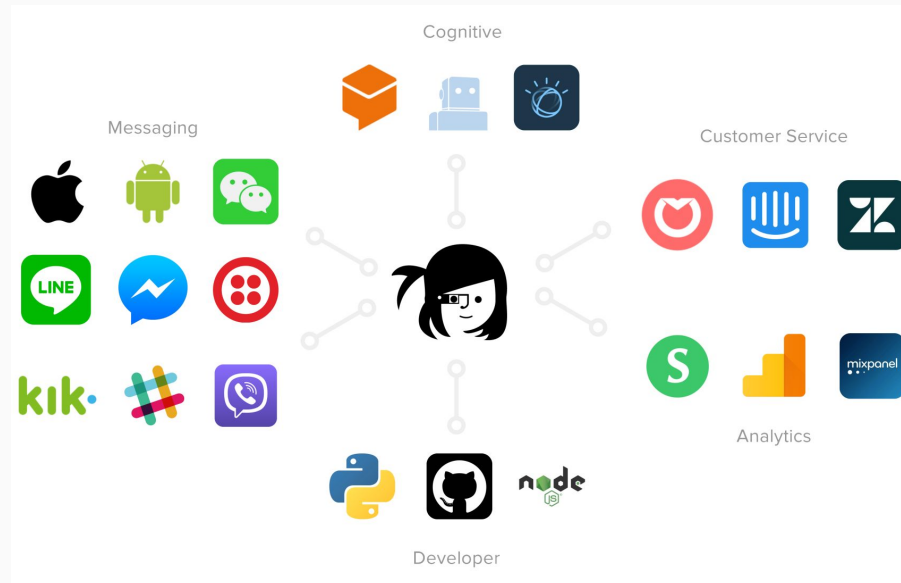 Cognitive
Messaging
Customer Service
LINE
kik
S
mixpanel
Analytics
node
JS
Developer